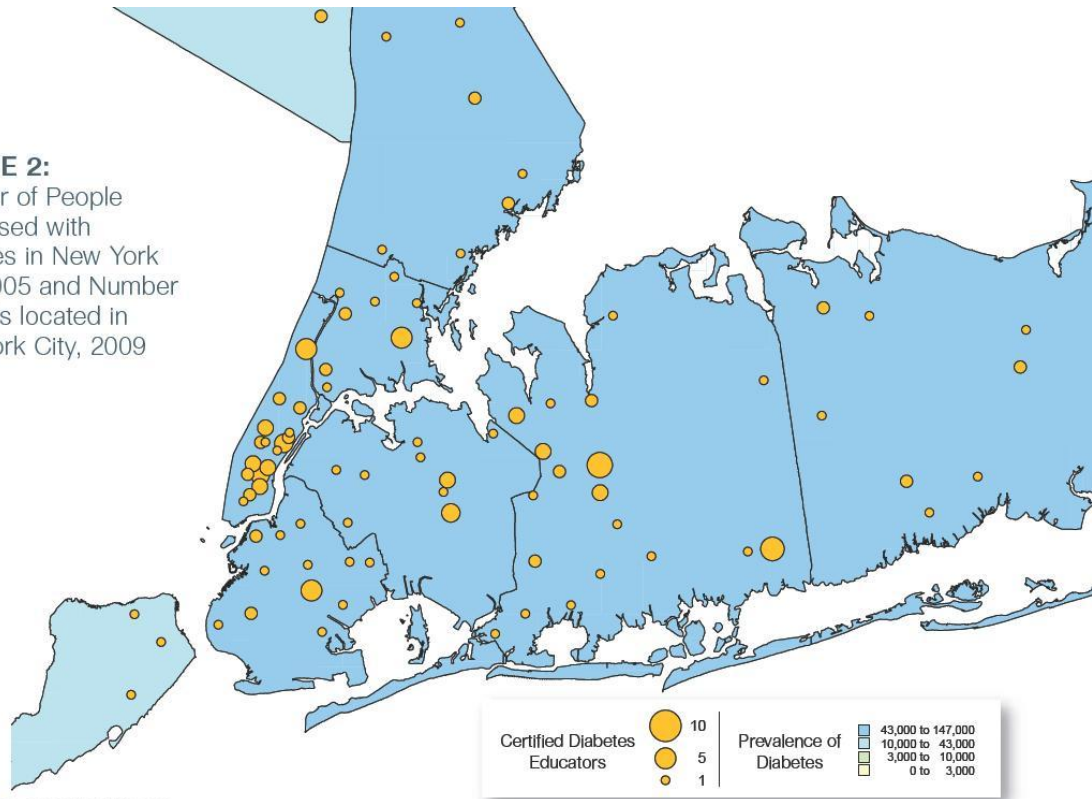 E 2:
r of People
sed with
es in New York
005 and Number
s located in
rk City, 2009
Certified Diabetes
Educators
10
5
1
Prevalence of
Diabetes
43,000 to 147,000
10,000 to 43,000
3,000 to 10,000
0 to 3,000